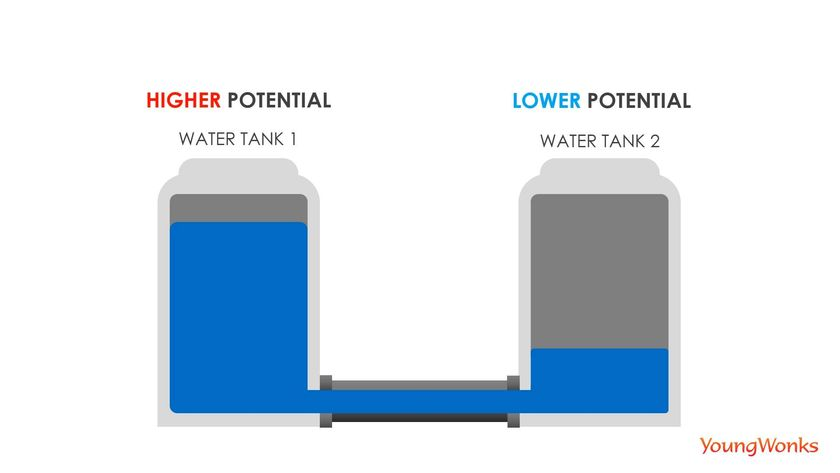 HIGHER POTENTIAL
WATER TANK 1
LOWER POTENTIAL
WATER TANK 2
YoungWonks